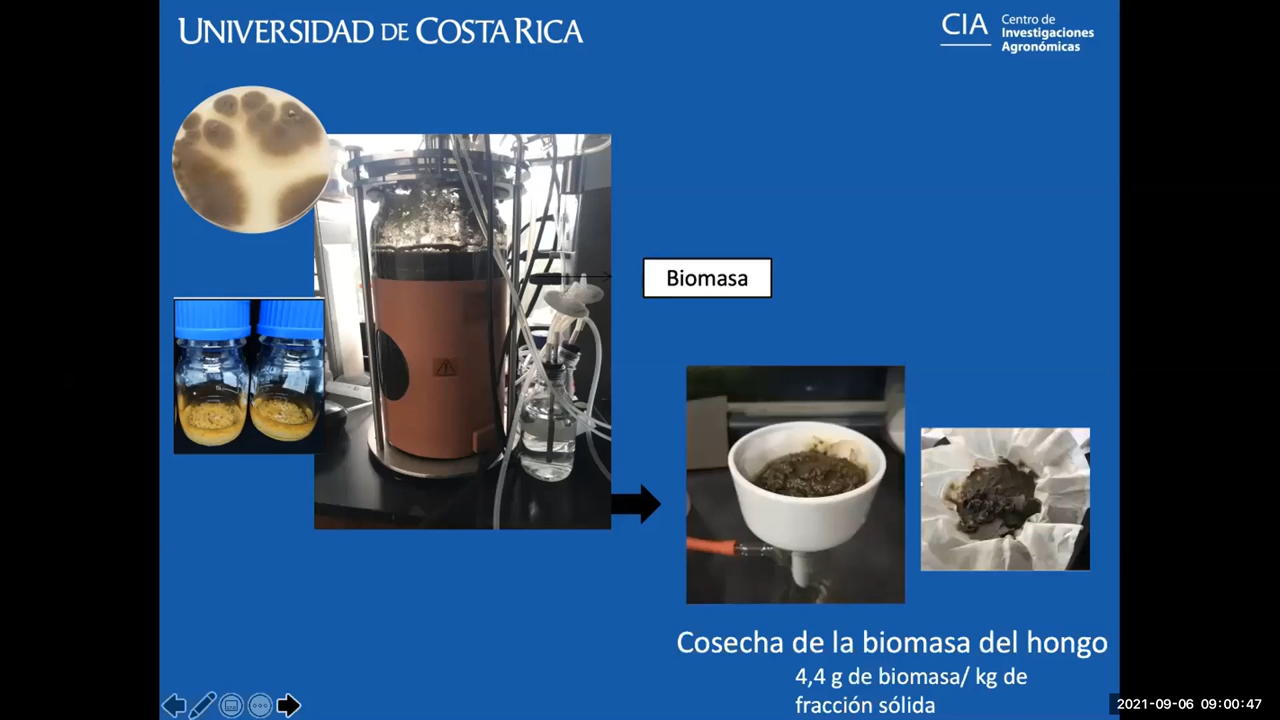 UNIVERSIDAD DE COSTA RICA
CIA Centro de
Investigaciones
Agronómicas
Biomasa
Cosecha de la biomasa del hongo
4,4 g de biomasa/ kg de
fracción sólida
2021-09-06 09:00:47